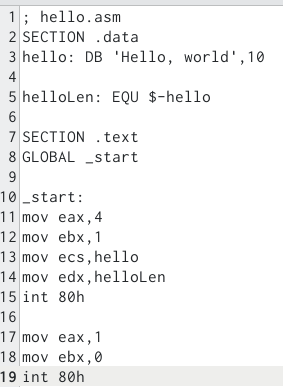 1 ; hello.asm
2 SECTION .data
3 hello: DB 'Hello, world',10
4
5 helloLen: EQU $-hello
6
7 SECTION .text
8 GLOBAL _start
9
10 _start:
11 mov eax,4
12 mov ebx,1
13 mov ecs,hello
14 mov edx,helloLen
15 int 80h
16
17 mov eax,1
18 mov ebx,0
19 int 80h